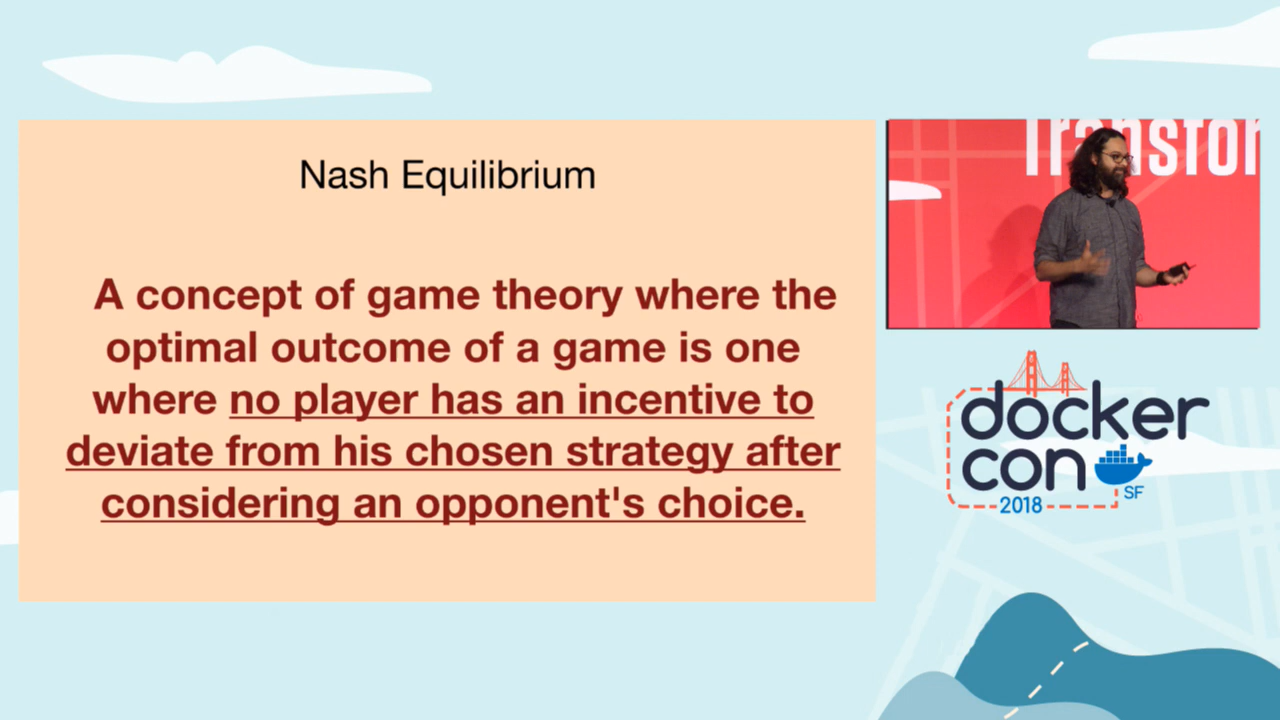 Nash Equilibrium
A concept of game theory where the
optimal outcome of a game is one
where no player has an incentive to
deviate from his chosen strategy after
considering an opponent's choice.
Transfor
docker
con
SF
2018